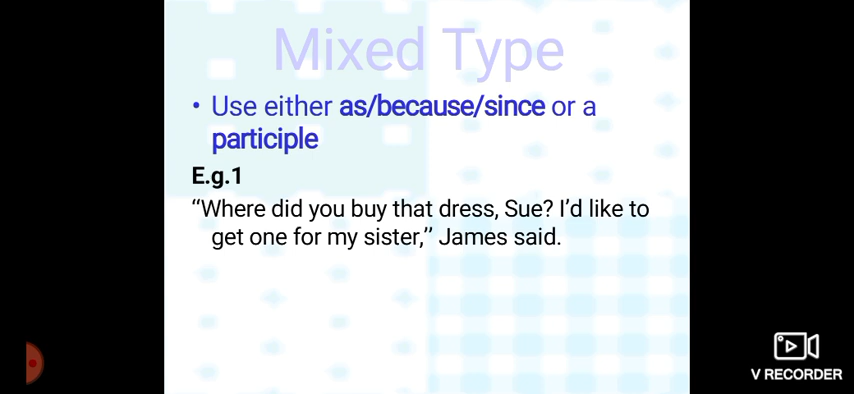 Mixed Type
• Use either as/because/since or a
participle
E.g.1
“Where did you buy that dress, Sue? I’d like to
get one for my sister,” James said.
V RECORDER